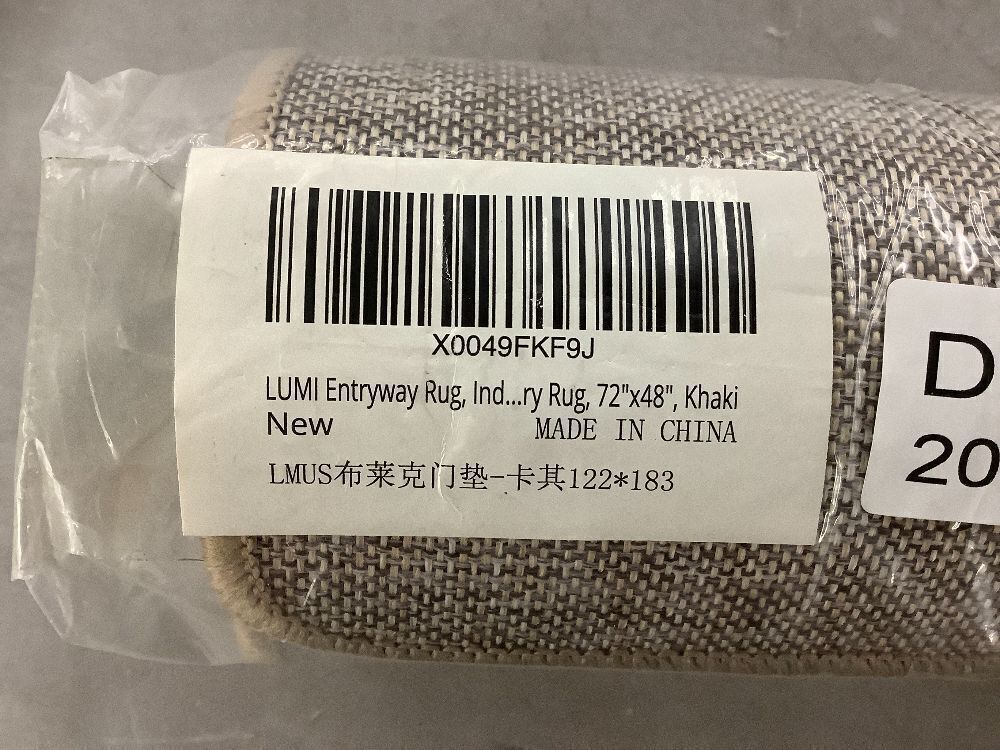 X0049FKF9J
LUMI Entryway Rug, Ind...ry Rug, 72"x48", Khaki
New MADE IN CHINA
LMUS布莱克门垫-卡其122*183
D
20